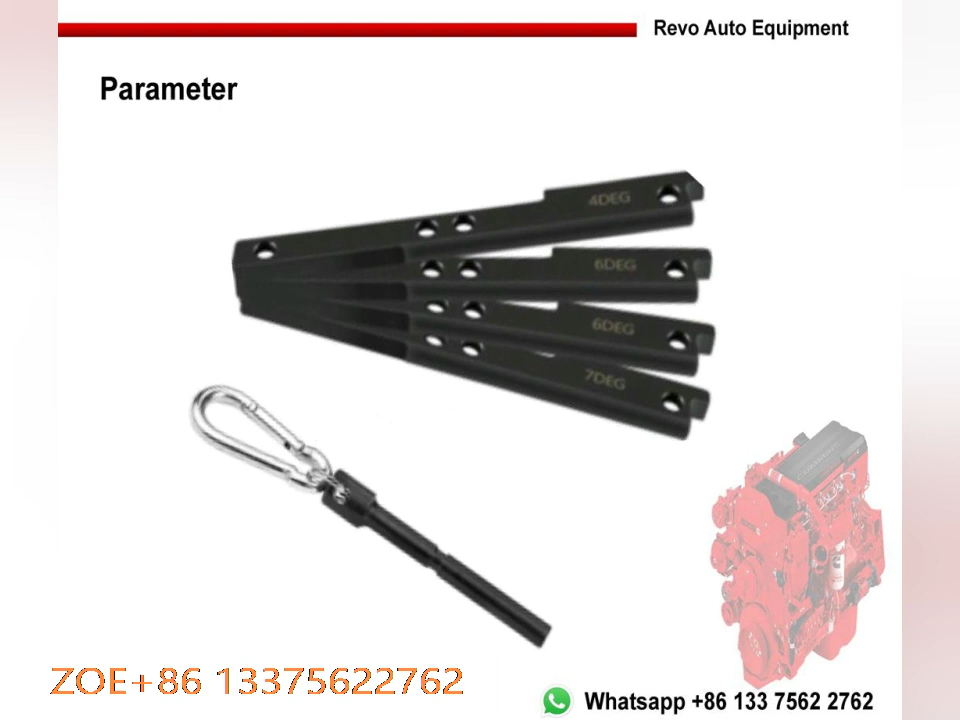 Revo Auto Equipment
Parameter
4DEG
6DEG
6DEG
7DEG
ZOE+86 13375622762
Whatsapp +86 133 7562 2762